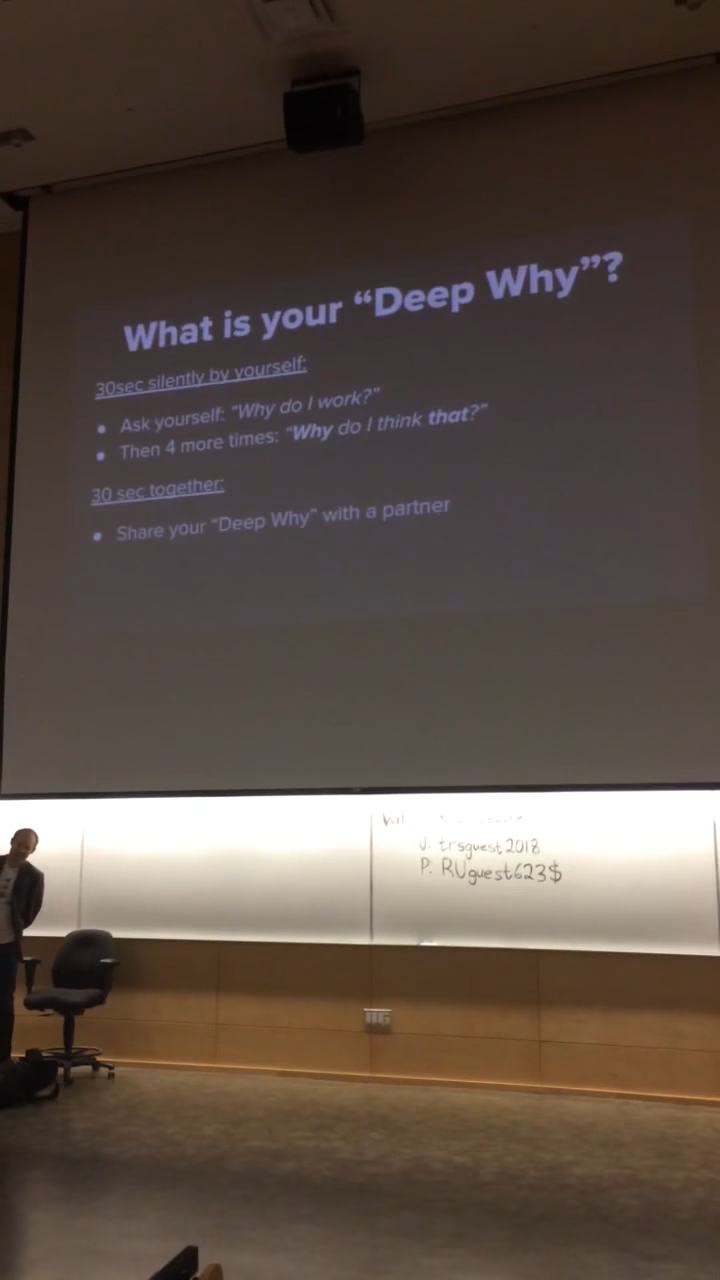 What is your “Deep Why”?
30sec silently by yourself:
• Ask yourself: “Why do I work?”
• Then 4 more times: “Why do I think that?”
30 sec together:
• Share your “Deep Why” with a partner
U: trsguest2018
P: RUguest623$